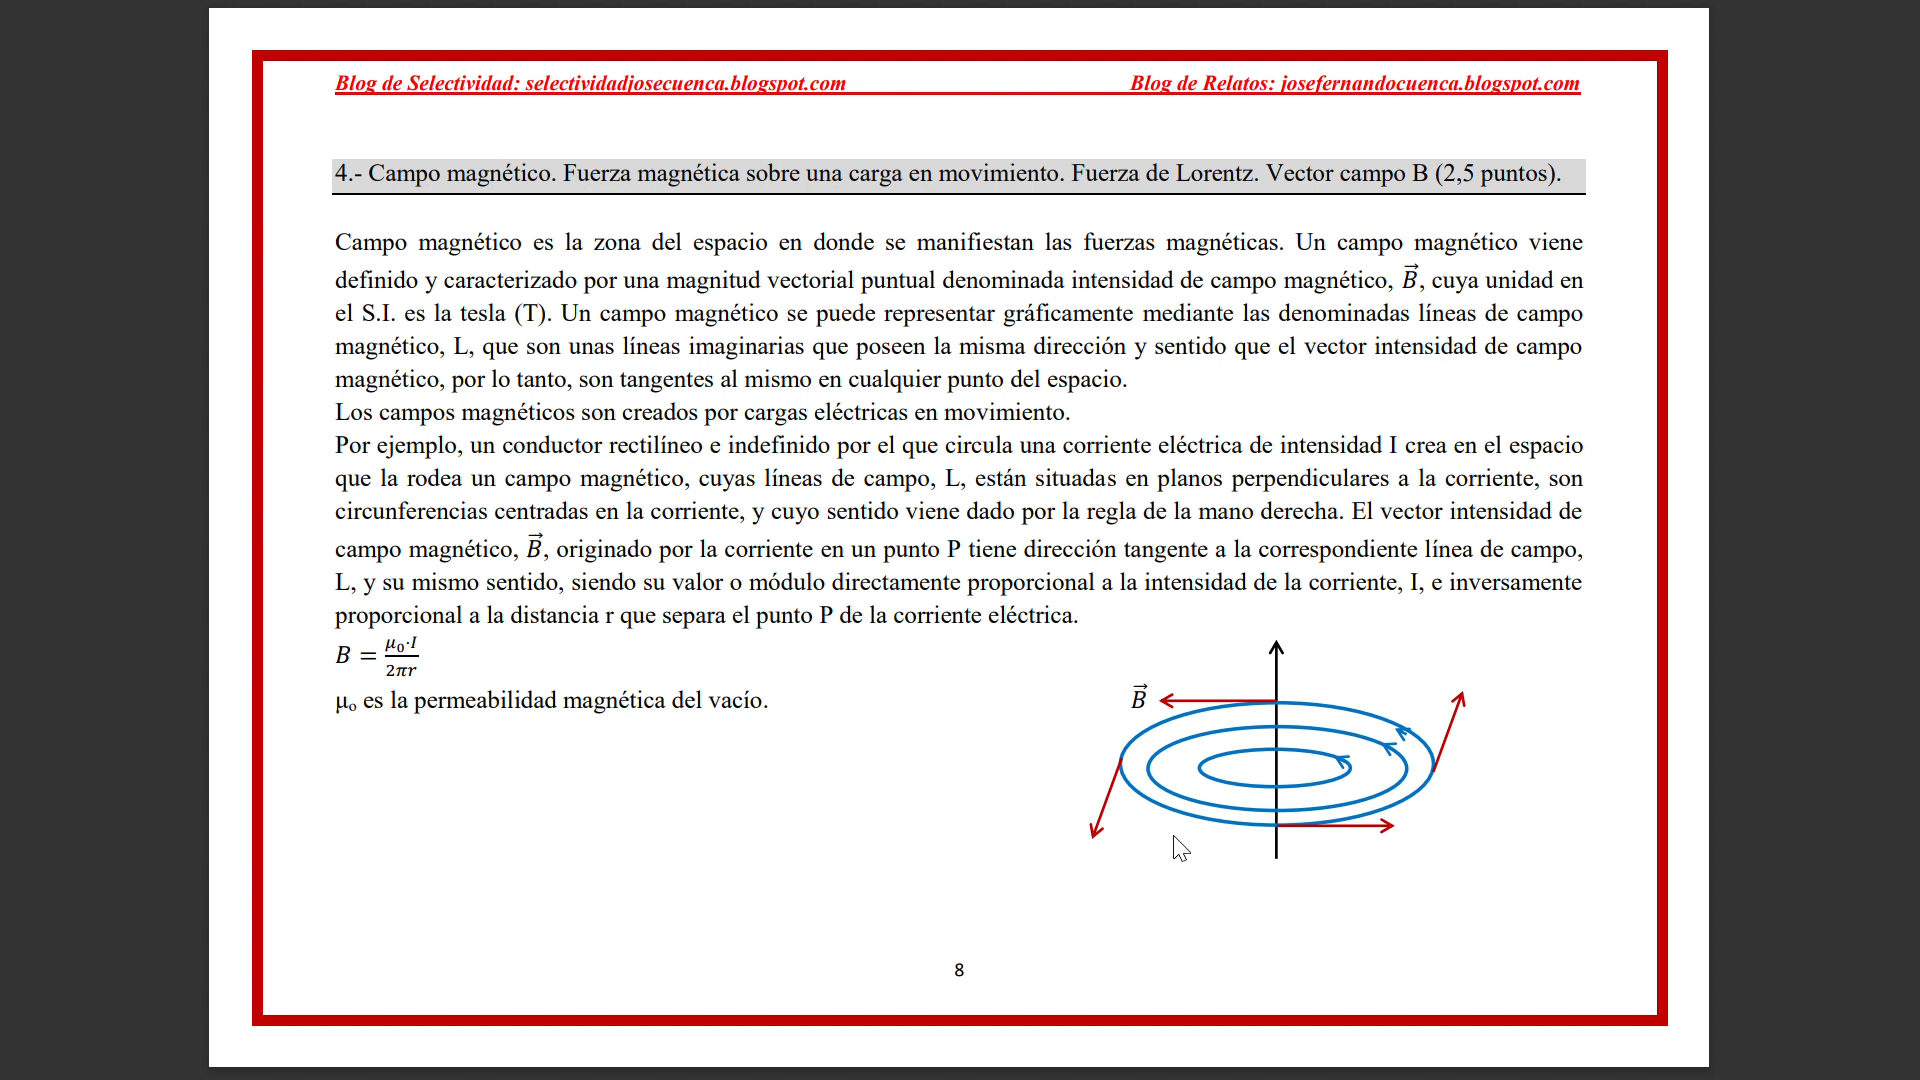 Blog de Selectividad: selectividadjosecuenca.blogspot.com Blog de Relatos: josefernandocuenca.blogspot.com
4.- Campo magnético. Fuerza magnética sobre una carga en movimiento. Fuerza de Lorentz. Vector campo B (2,5 puntos).
Campo magnético es la zona del espacio en donde se manifiestan las fuerzas magnéticas. Un campo magnético viene
definido y caracterizado por una magnitud vectorial puntual denominada intensidad de campo magnético, $\vec{B}$, cuya unidad en
el S.I. es la tesla (T). Un campo magnético se puede representar gráficamente mediante las denominadas líneas de campo
magnético, L, que son unas líneas imaginarias que poseen la misma dirección y sentido que el vector intensidad de campo
magnético, por lo tanto, son tangentes al mismo en cualquier punto del espacio.
Los campos magnéticos son creados por cargas eléctricas en movimiento.
Por ejemplo, un conductor rectilíneo e indefinido por el que circula una corriente eléctrica de intensidad I crea en el espacio
que la rodea un campo magnético, cuyas líneas de campo, L, están situadas en planos perpendiculares a la corriente, son
circunferencias centradas en la corriente, y cuyo sentido viene dado por la regla de la mano derecha. El vector intensidad de
campo magnético, $\vec{B}$, originado por la corriente en un punto P tiene dirección tangente a la correspondiente línea de campo,
L, y su mismo sentido, siendo su valor o módulo directamente proporcional a la intensidad de la corriente, I, e inversamente
proporcional a la distancia r que separa el punto P de la corriente eléctrica.
$B = \frac{\mu_0 \cdot I}{2\pi r}$
μ₀ es la permeabilidad magnética del vacío.
$\vec{B}$
8